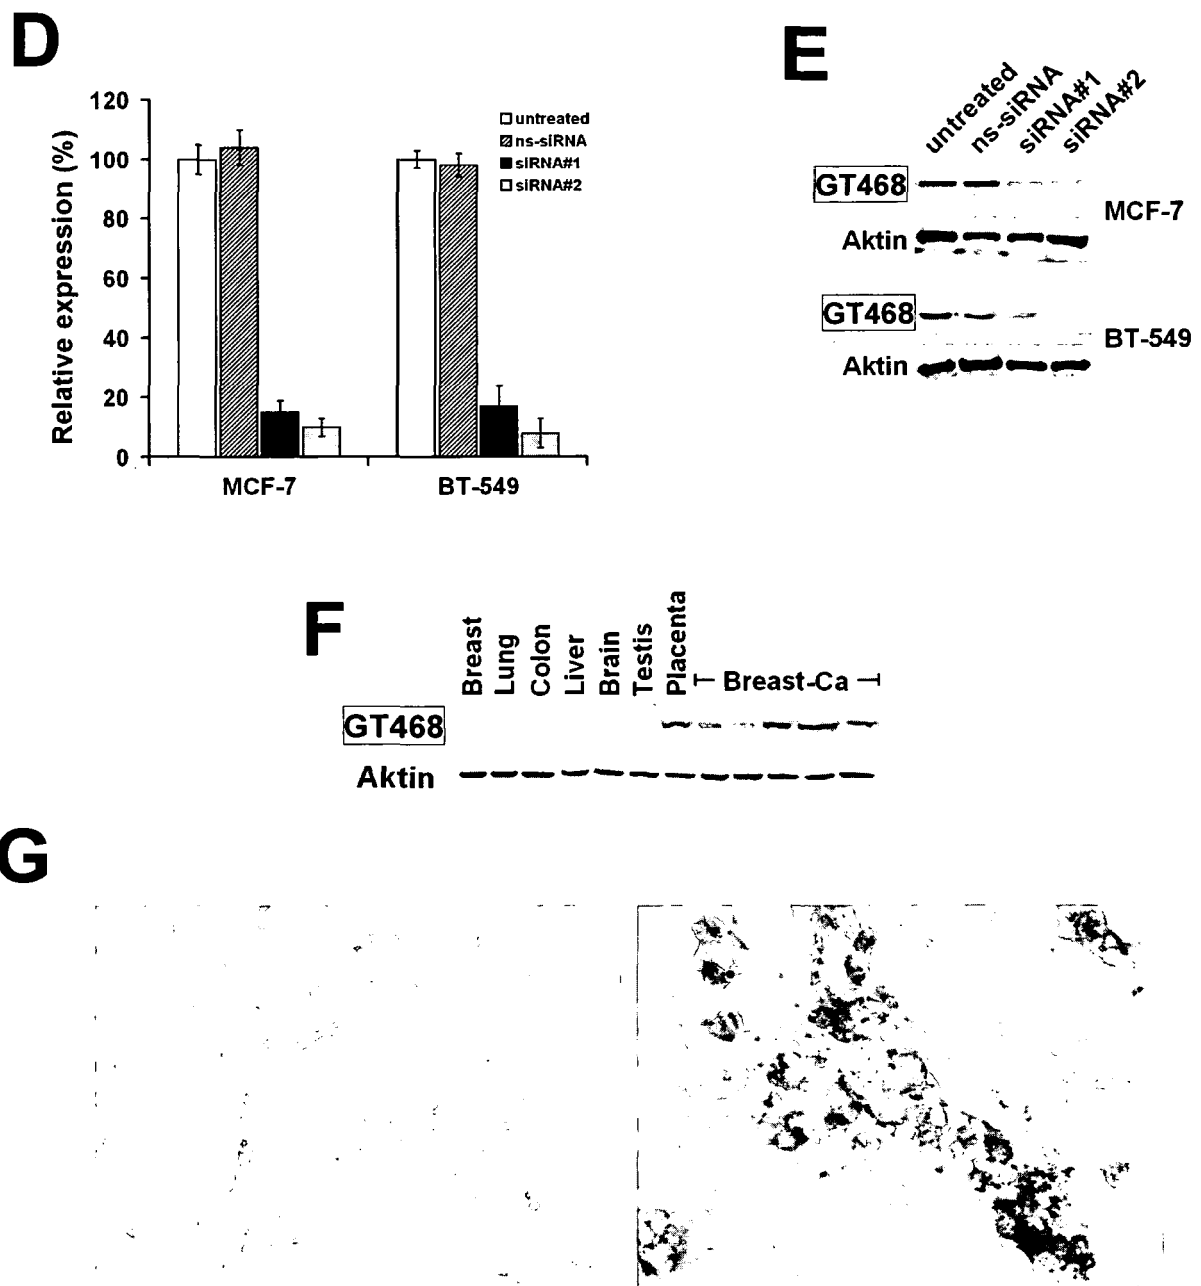 D
120
100
80
60
40
20
0
Relative expression (%)
untreated
ns-siRNA
siRNA#1
siRNA#2
MCF-7
BT-549
E
untreated
ns-siRNA
siRNA#1
siRNA#2
GT468
MCF-7
Aktin
GT468
BT-549
Aktin
F
Breast
Lung
Colon
Liver
Brain
Testis
Placenta
Breast-Ca
GT468
Aktin
G